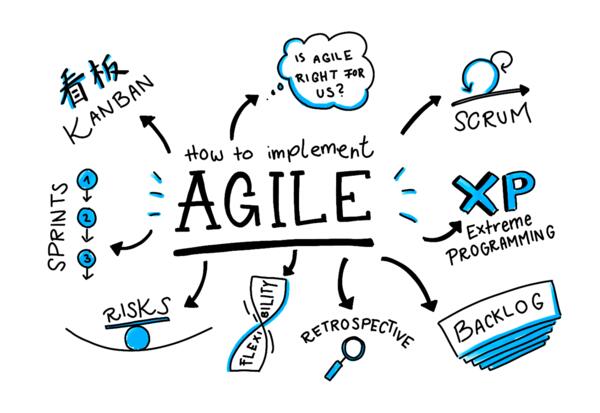 看板
KANBAN
IS AGILE
RIGHT FOR
US?
SCRUM
How to implement
AGILE
SPRINTS
1
2
3
XP
Extreme
PROGRAMMING
RISKS
FLEXIBILITY
RETROSPECTIVE
BACKLOG